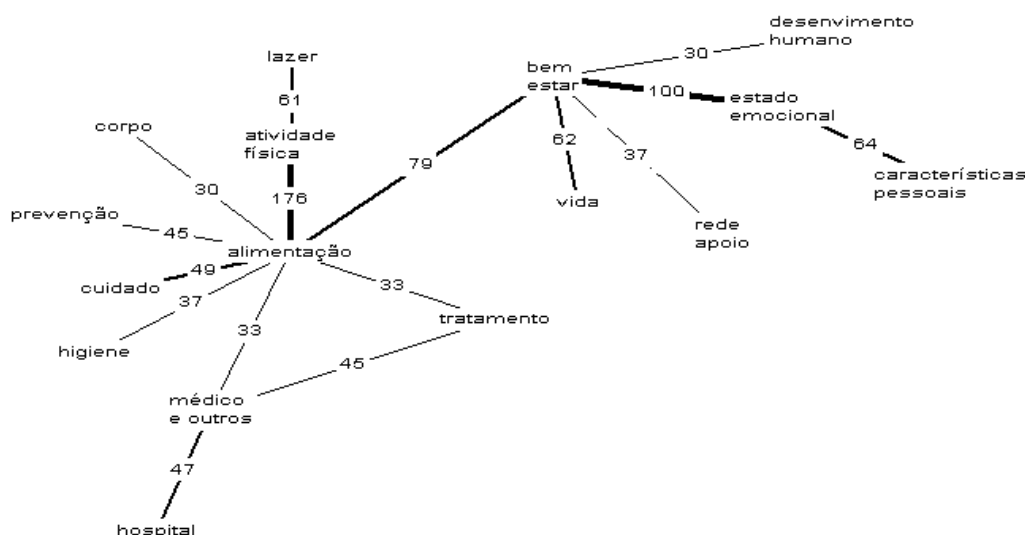 desenvimento
humano
lazer
30
bem
estar
100
estado
emocional
61
corpo
atividade
física
79
62
37
64
características
pessoais
30
176
vida
prevenção
45
rede
apoio
alimentação
49
cuidado
37
33
tratamento
33
higiene
45
médico
e outros
47
hospital